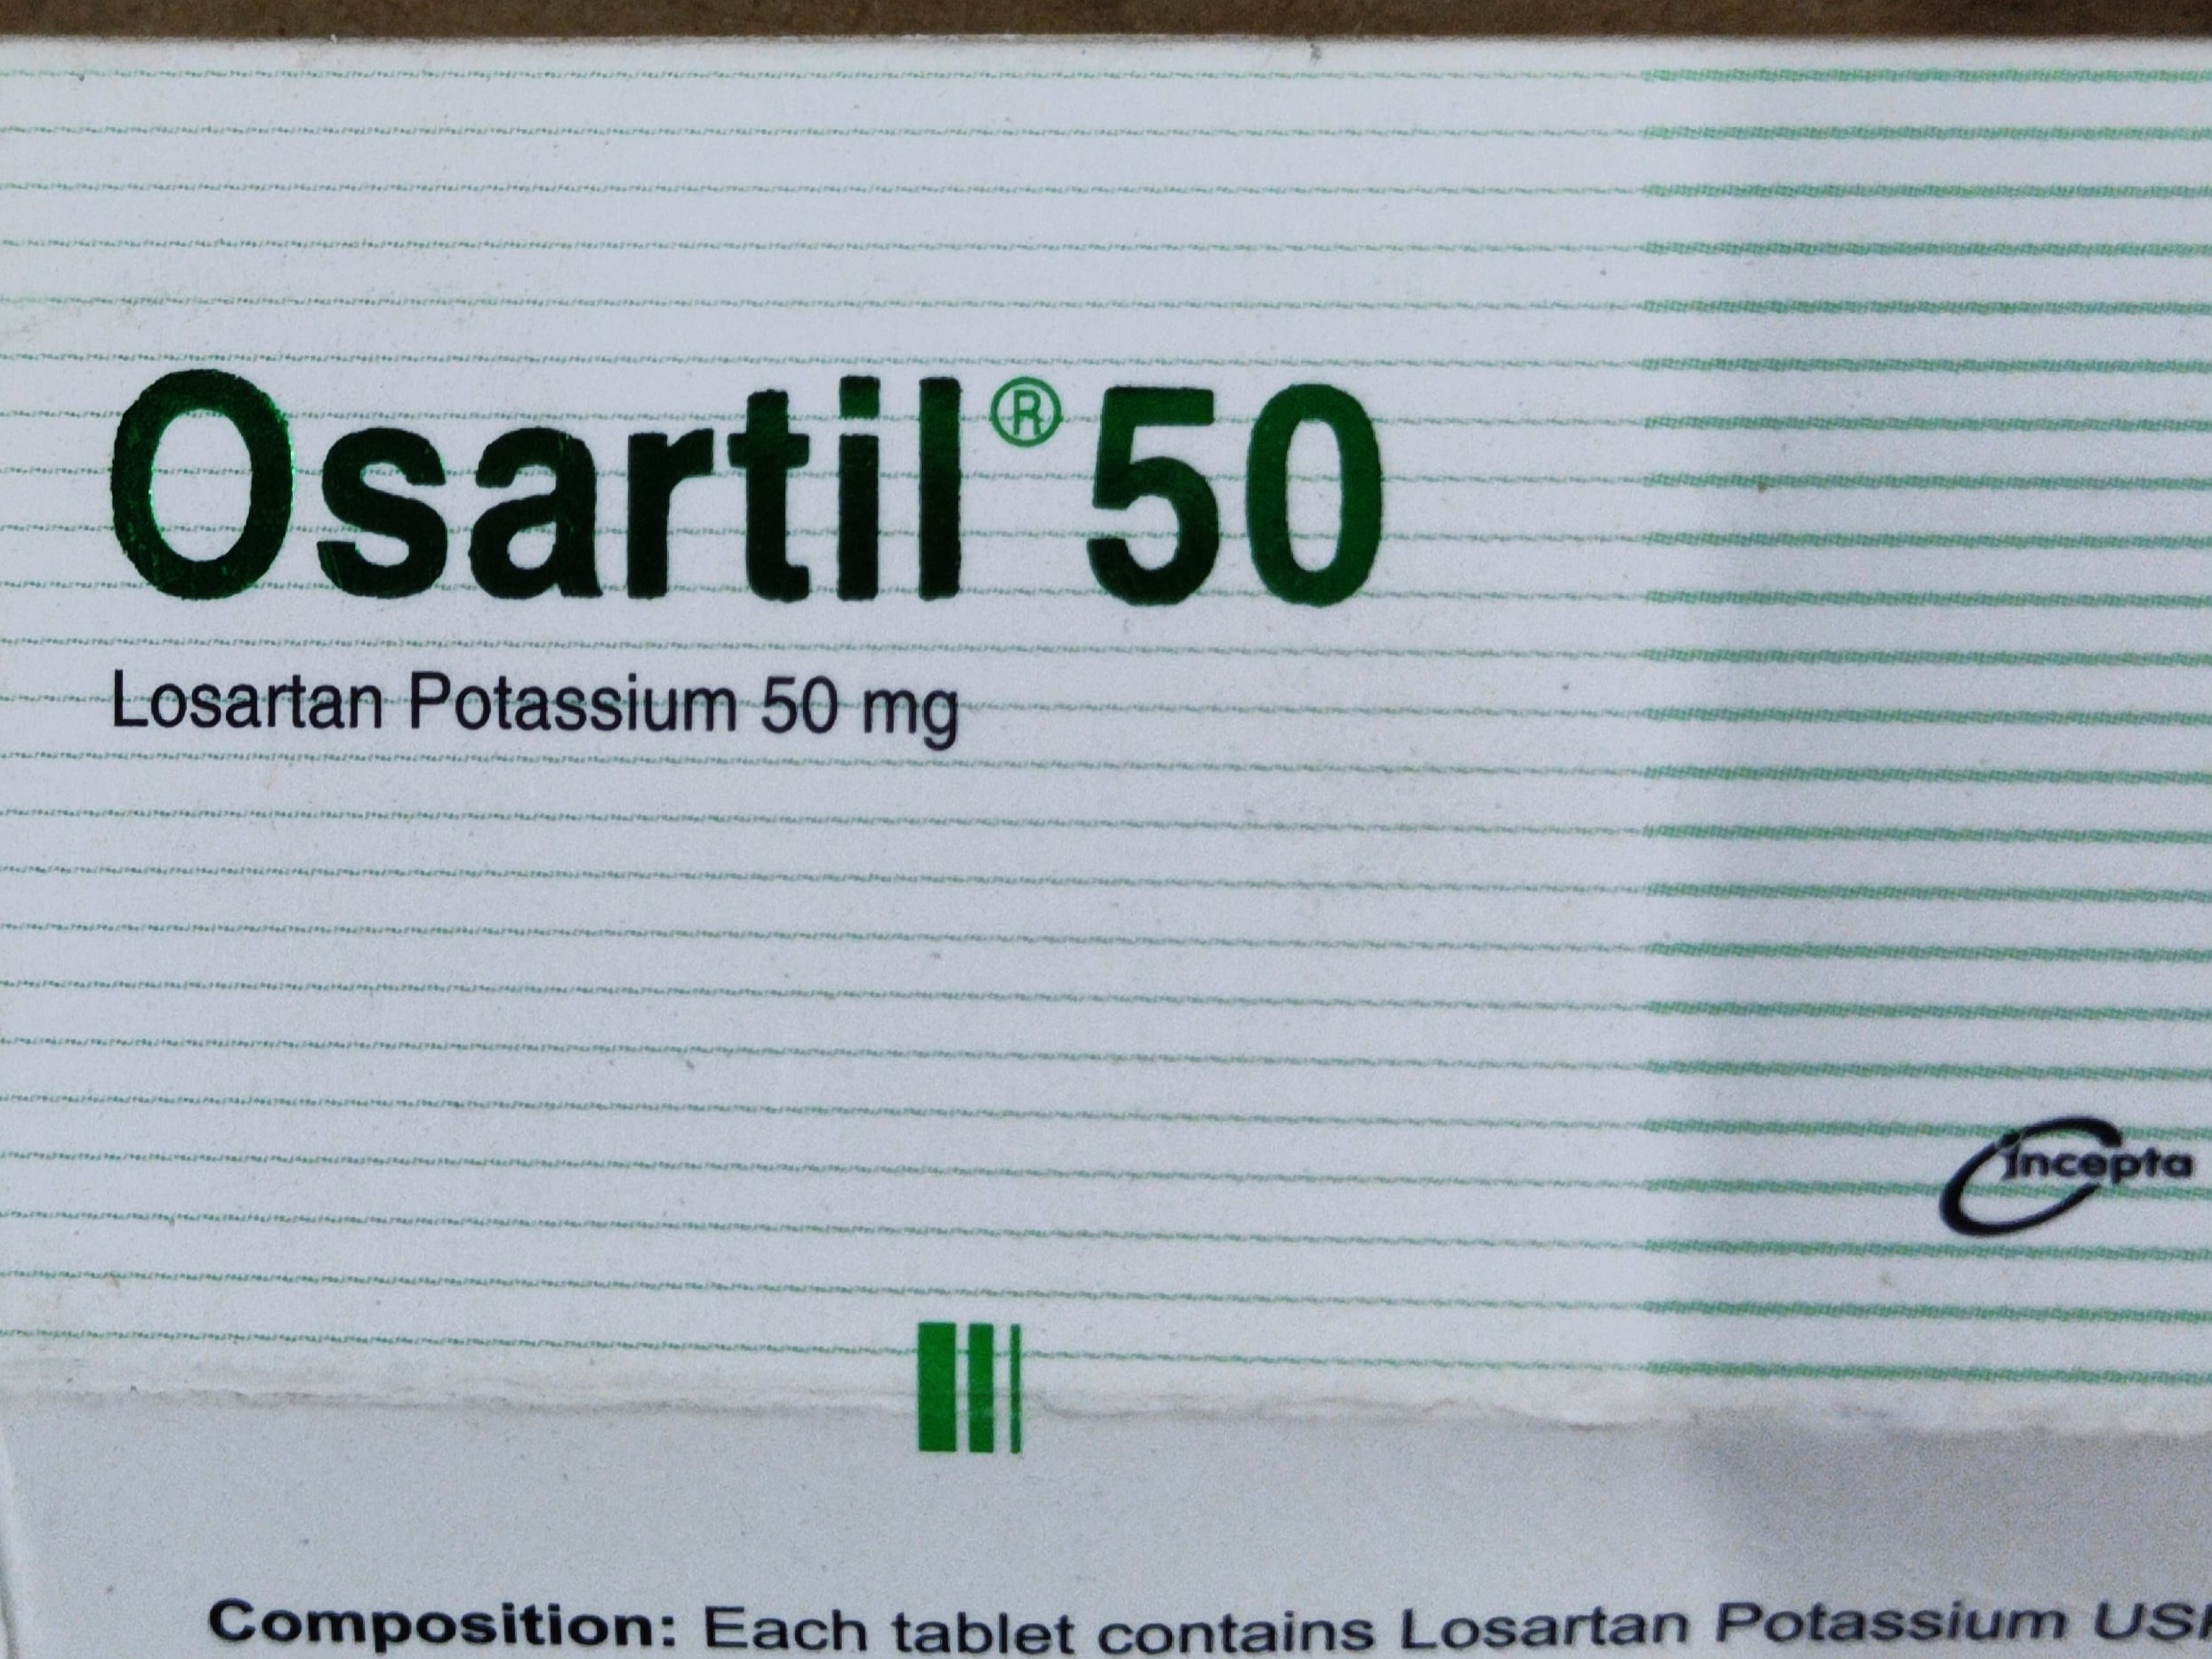 Osartil® 50
Losartan Potassium 50 mg
incepta
Composition: Each tablet contains Losartan Potassium